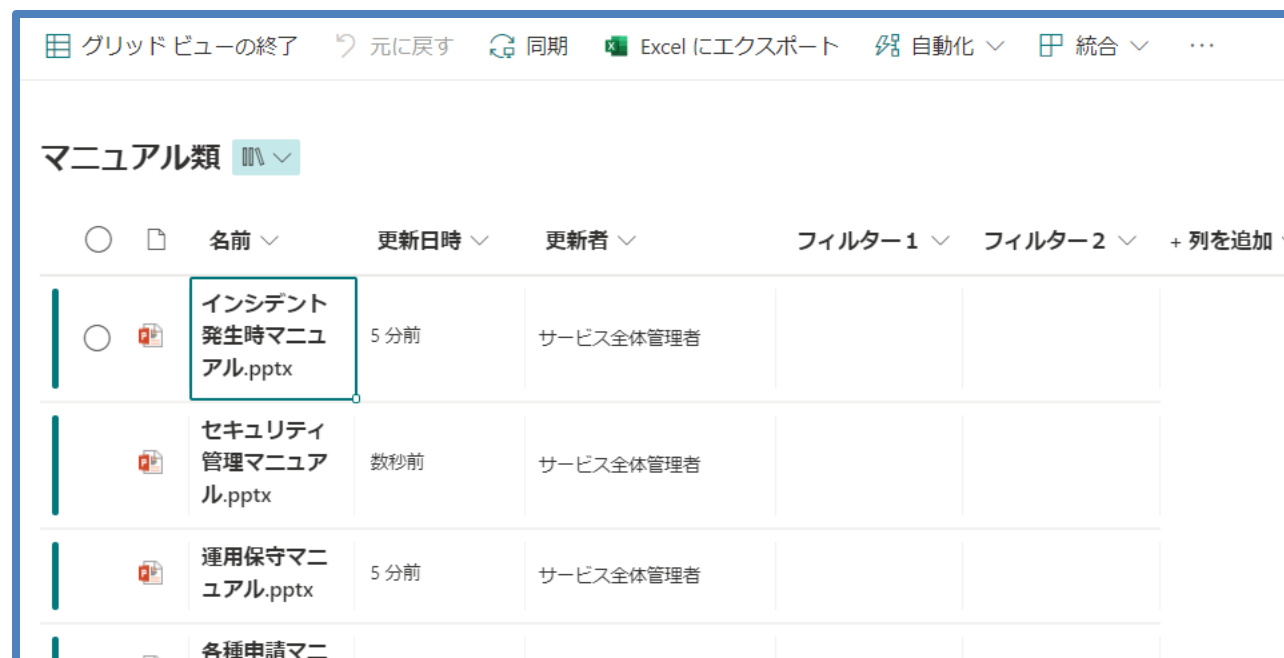 グリッド ビューの終了 元に戻す 同期 Excel にエクスポート 自動化 統合 ···
マニュアル類
名前 更新日時 更新者 フィルター１ フィルター２ + 列を追加
インシデント
発生時マニュ
アル.pptx
5 分前
サービス全体管理者
セキュリティ
管理マニュア
ル.pptx
数秒前
サービス全体管理者
運用保守マニ
ュアル.pptx
5 分前
サービス全体管理者
各種申請マニ